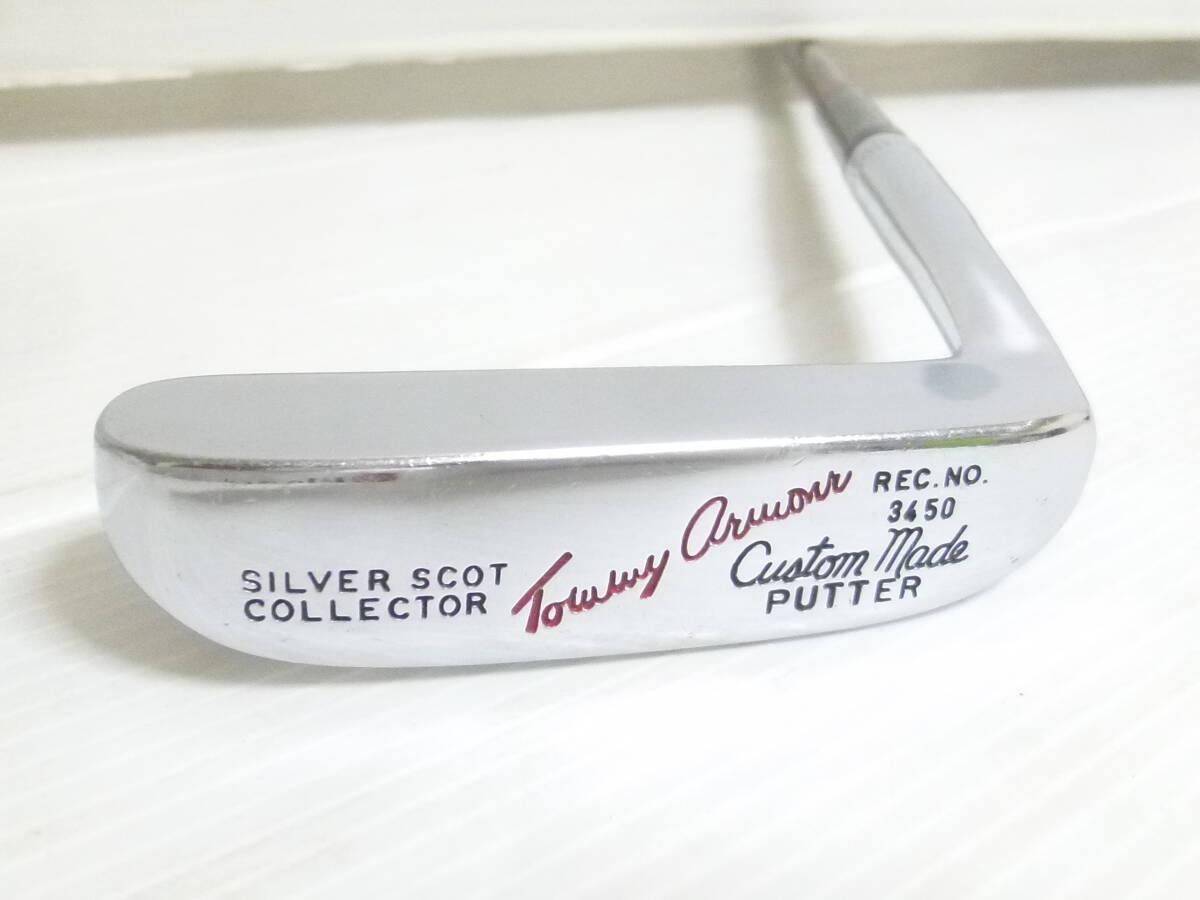 SILVER SCOT
COLLECTOR
Tommy Armour
REC. NO.
3450
Custom Made
PUTTER